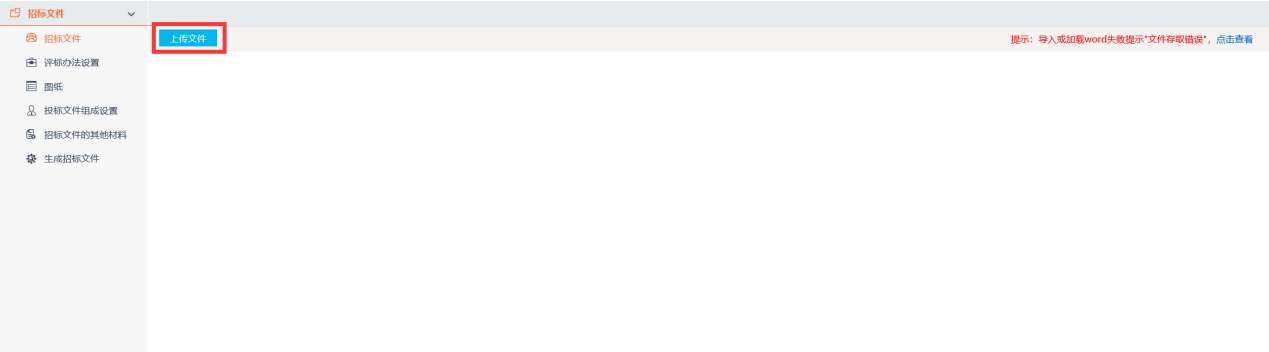 招标文件
招标文件
评标办法设置
图纸
投标文件组成设置
招标文件的其他材料
生成招标文件
上传文件
提示：导入或加载word失败提示"文件存取错误"，点击查看